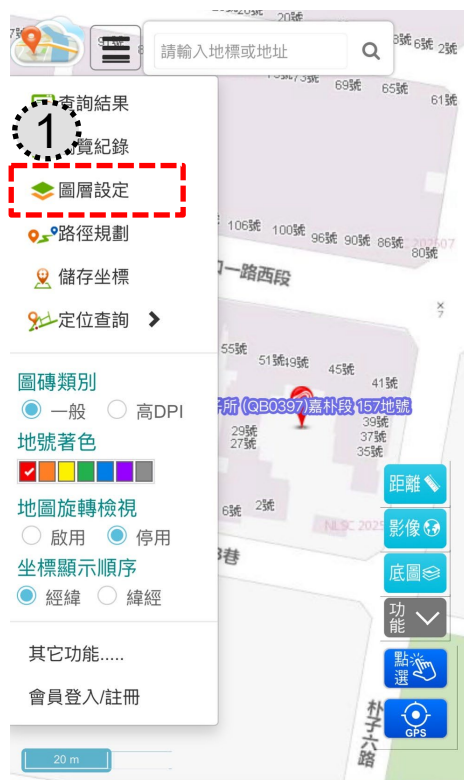 20號
8號 6號 2號
請輸入地標或地址
73號
69號
65號
61號
查詢結果
1
覽紀錄
圖層設定
106號
100號
96號
90號
86號
80號
路徑規劃
一路西段
儲存坐標
定位查詢
55號
51號
49號
45號
41號
圖磚類別
一般
高DPI
所 (QB0397)嘉朴段 157地號
29號
27號
39號
37號
35號
地號著色
地圖旋轉檢視
啟用
停用
6號
2號
NLSC 2025
坐標顯示順序
經緯
緯經
巷
距離
影像
底圖
功能
點選
GPS
其它功能.....
會員登入/註冊
朴子六路
20 m